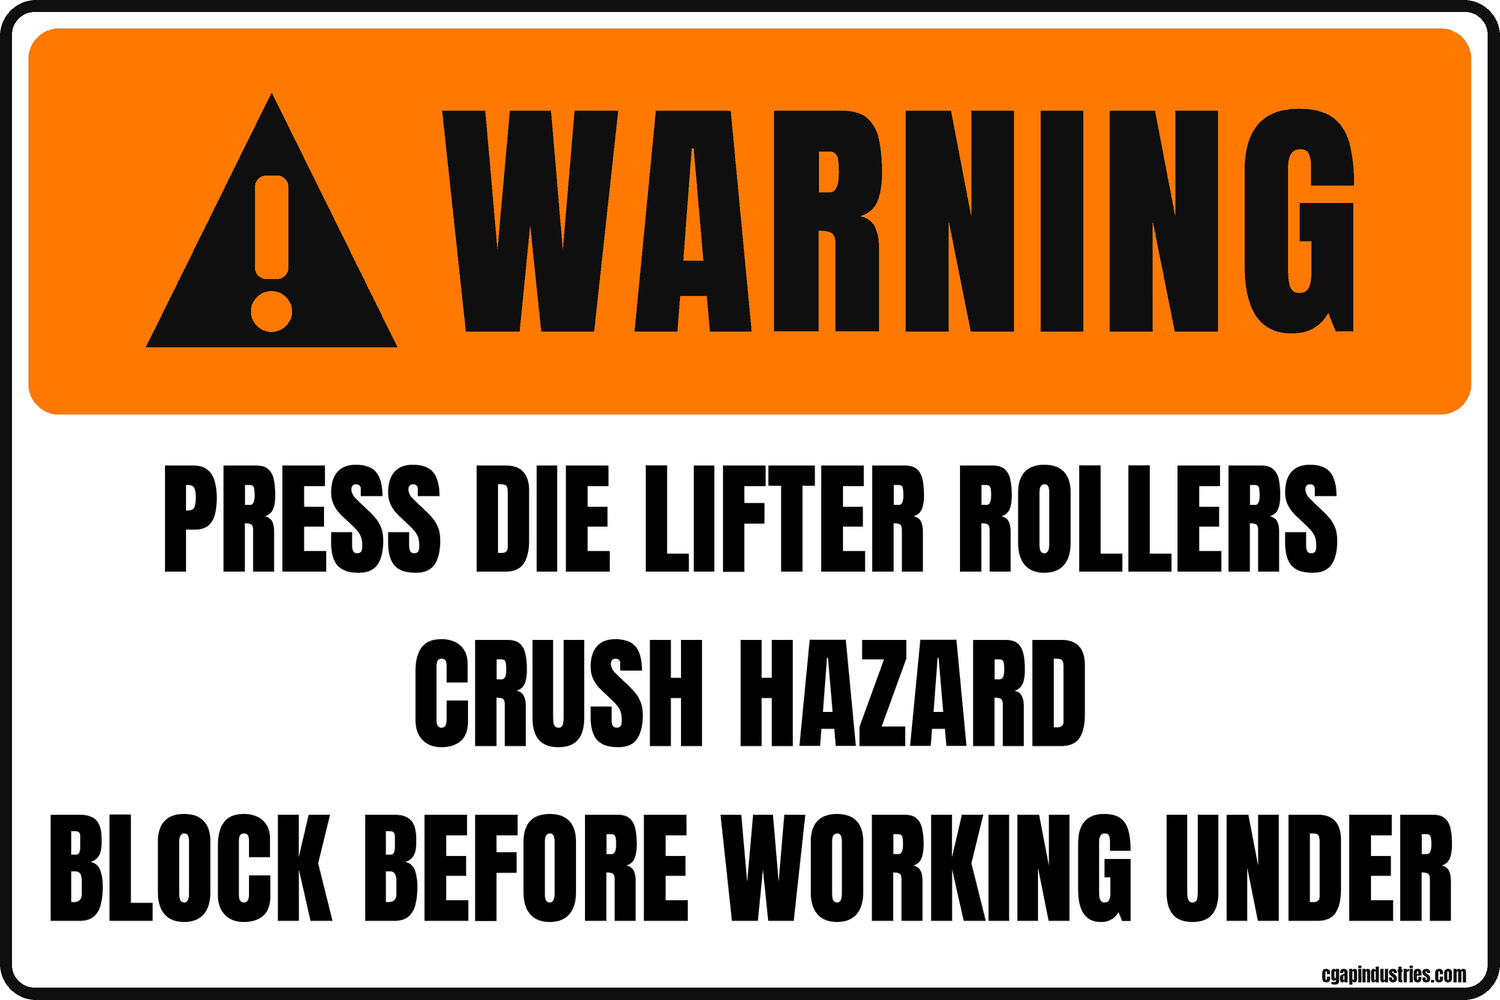 WARNING
PRESS DIE LIFTER ROLLERS
CRUSH HAZARD
BLOCK BEFORE WORKING UNDER
cgapindustries.com